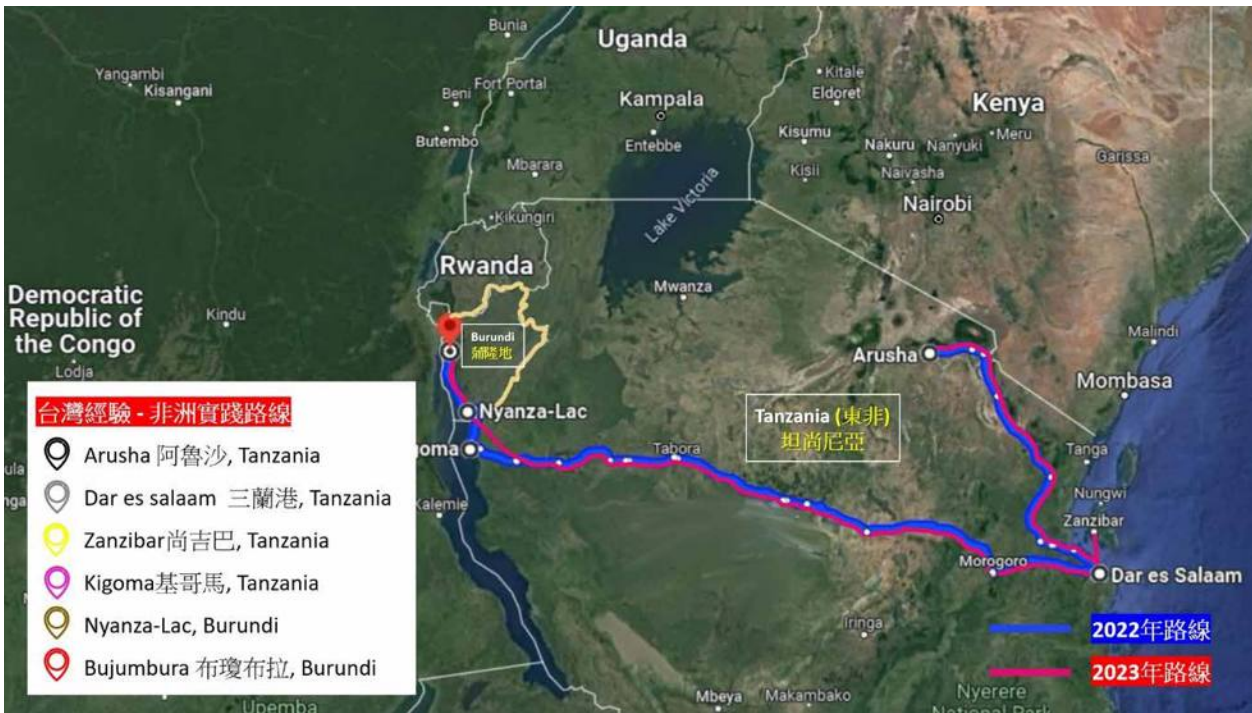 Bunia
Uganda
Yangambi
Kisangani
Fort Portal
Beni
Kampala
Kitale
Eldoret
Kenya
Butembo
Entebbe
Kisumu
Meru
Nakuru
Nanyuki
Garissa
Mbarara
Kisii
Naivasha
Nairobi
Kikungiri
Lake Victoria
Rwanda
Mwanza
Democratic
Republic of
the Congo
Kindu
Burundi
蒲隆地
Malindi
Arusha
Lodja
Mombasa
Nyanza-Lac
Tanzania (東非)
坦尚尼亞
goma
Tabora
Tanga
Kalemie
Nungwi
Zanzibar
Morogoro
Dar es Salaam
Iringa
Mbeya
Makambako
Nyerere
National Park
Upemba
台灣經驗 - 非洲實踐路線
Arusha 阿魯沙, Tanzania
Dar es salaam 三蘭港, Tanzania
Zanzibar尚吉巴, Tanzania
Kigoma基哥馬, Tanzania
Nyanza-Lac, Burundi
Bujumbura 布瓊布拉, Burundi
2022年路線
2023年路線